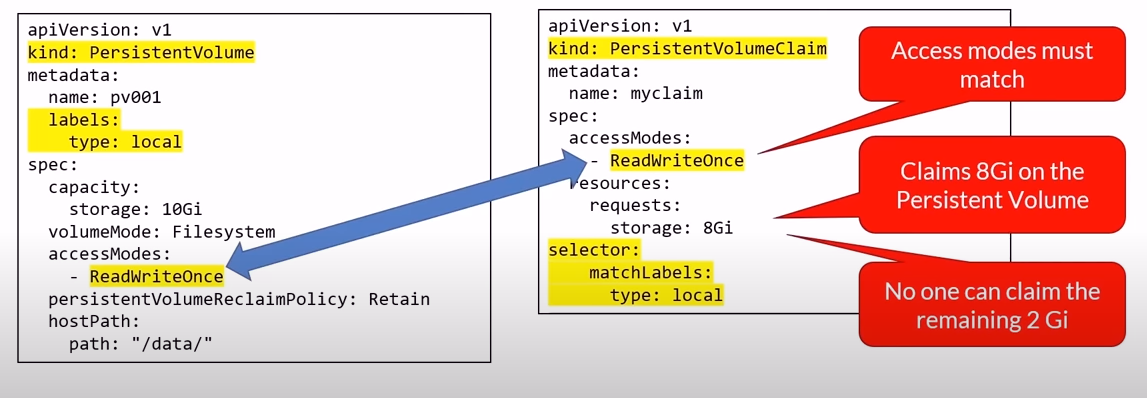 apiVersion: v1
kind: PersistentVolume
metadata:
  name: pv001
  labels:
    type: local
spec:
  capacity:
    storage: 10Gi
  volumeMode: Filesystem
  accessModes:
    - ReadWriteOnce
  persistentVolumeReclaimPolicy: Retain
  hostPath:
    path: "/data/"
apiVersion: v1
kind: PersistentVolumeClaim
metadata:
  name: myclaim
spec:
  accessModes:
    - ReadWriteOnce
  resources:
    requests:
      storage: 8Gi
selector:
    matchLabels:
      type: local
Access modes must
match
Claims 8Gi on the
Persistent Volume
No one can claim the
remaining 2 Gi